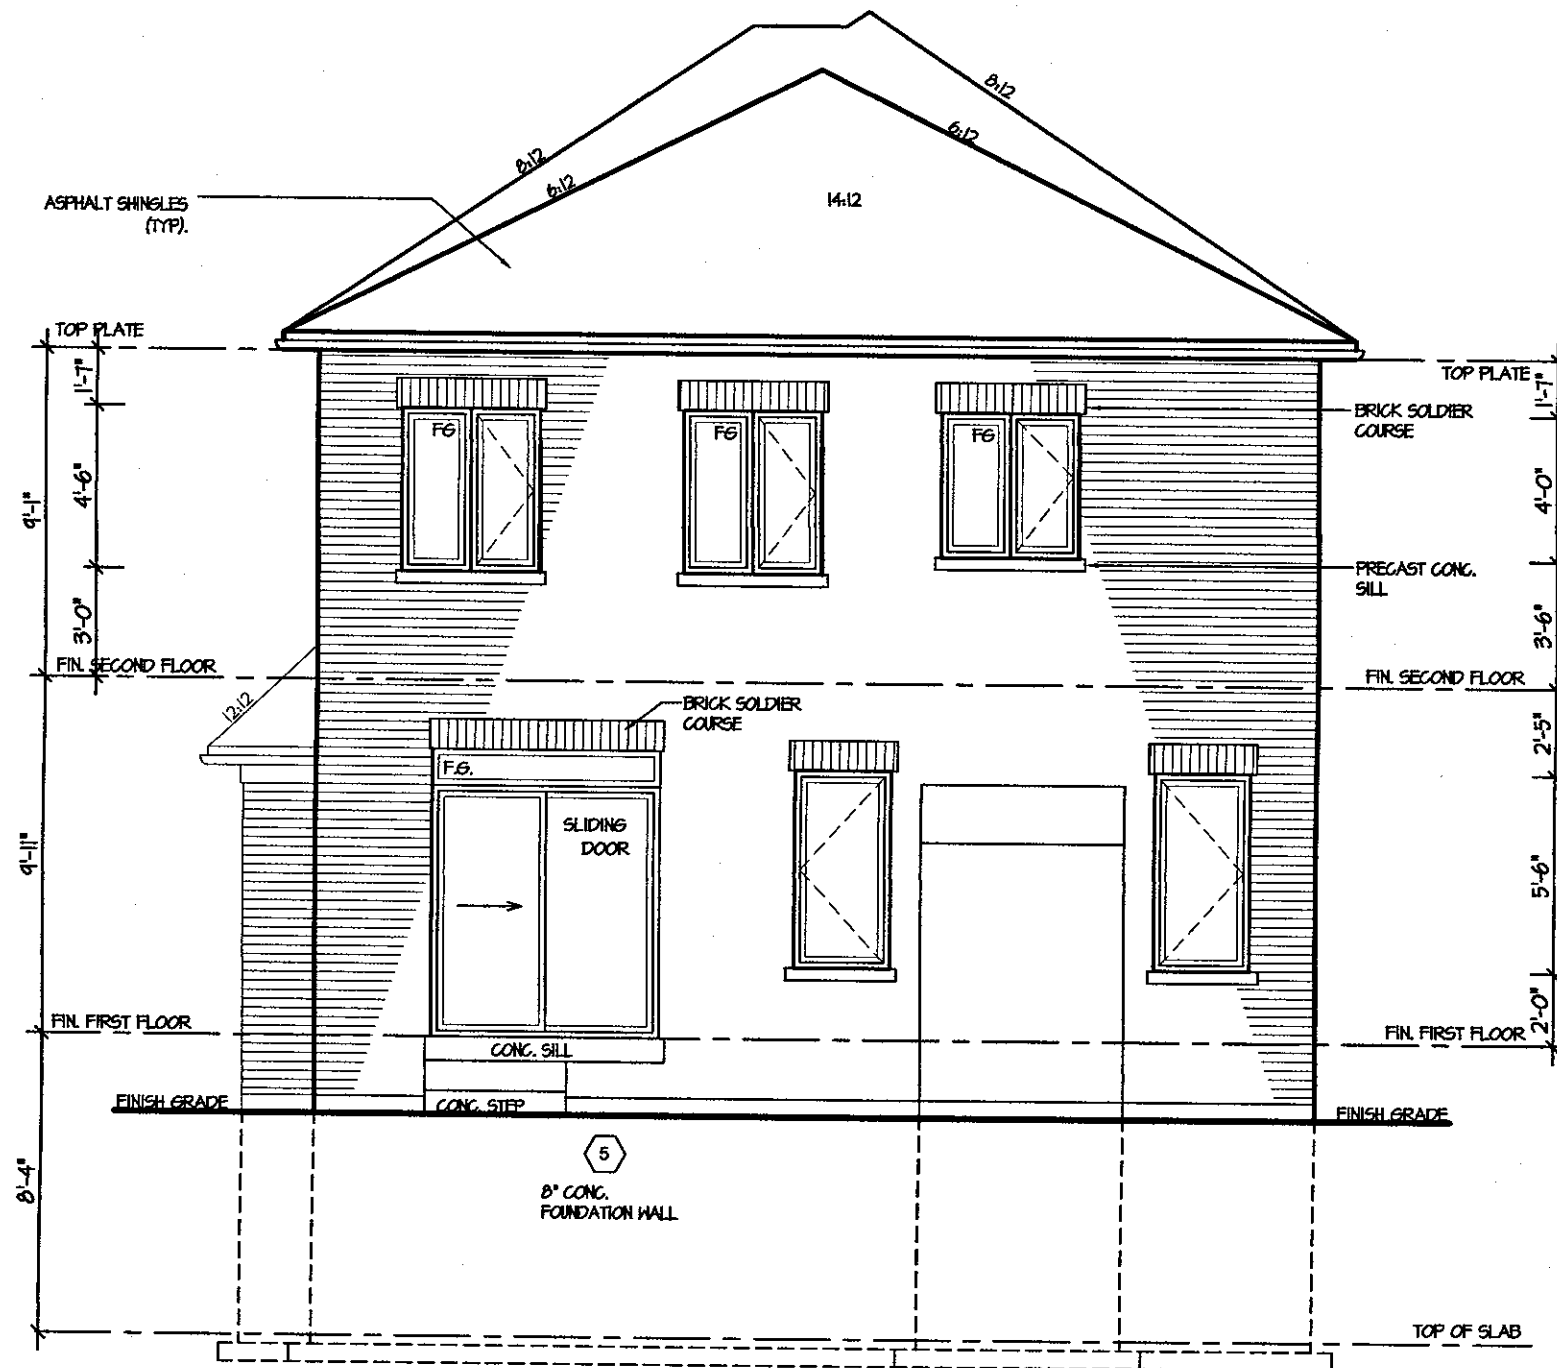 8:12
6:12
8:12
6:12
14:12
ASPHALT SHINGLES
(TYP).
TOP PLATE
TOP PLATE
1'-7"
1'-7"
BRICK SOLDIER
COURSE
FG
FG
FG
4'-6"
9'-1"
4'-0"
PRECAST CONC.
SILL
3'-0"
3'-6"
FIN. SECOND FLOOR
FIN. SECOND FLOOR
12:12
BRICK SOLDIER
COURSE
2'-5"
F.G.
SLIDING
DOOR
9'-11"
5'-6"
2'-0"
FIN. FIRST FLOOR
FIN. FIRST FLOOR
CONC. SILL
FINISH GRADE
CONC. STEP
FINISH GRADE
5
8'-4"
8" CONC.
FOUNDATION WALL
TOP OF SLAB